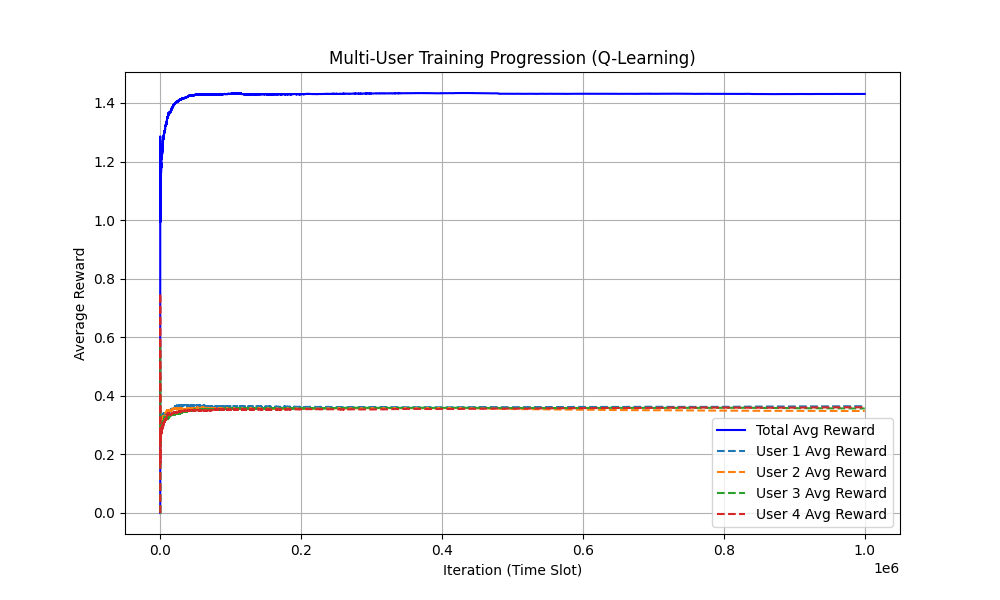 Multi-User Training Progression (Q-Learning)
Average Reward
1.4
1.2
1.0
0.8
0.6
0.4
0.2
0.0
Total Avg Reward
User 1 Avg Reward
User 2 Avg Reward
User 3 Avg Reward
User 4 Avg Reward
0.0 0.2 0.4 0.6 0.8 1.0
1e6
Iteration (Time Slot)